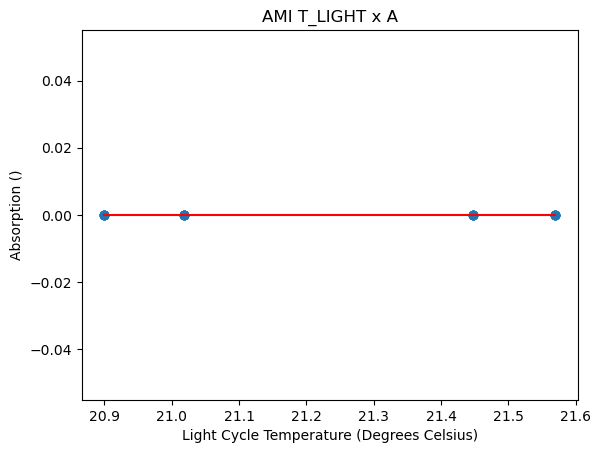 AMI T_LIGHT x A
0.04
0.02
0.00
−0.02
−0.04
Absorption ()
20.9 21.0 21.1 21.2 21.3 21.4 21.5 21.6
Light Cycle Temperature (Degrees Celsius)